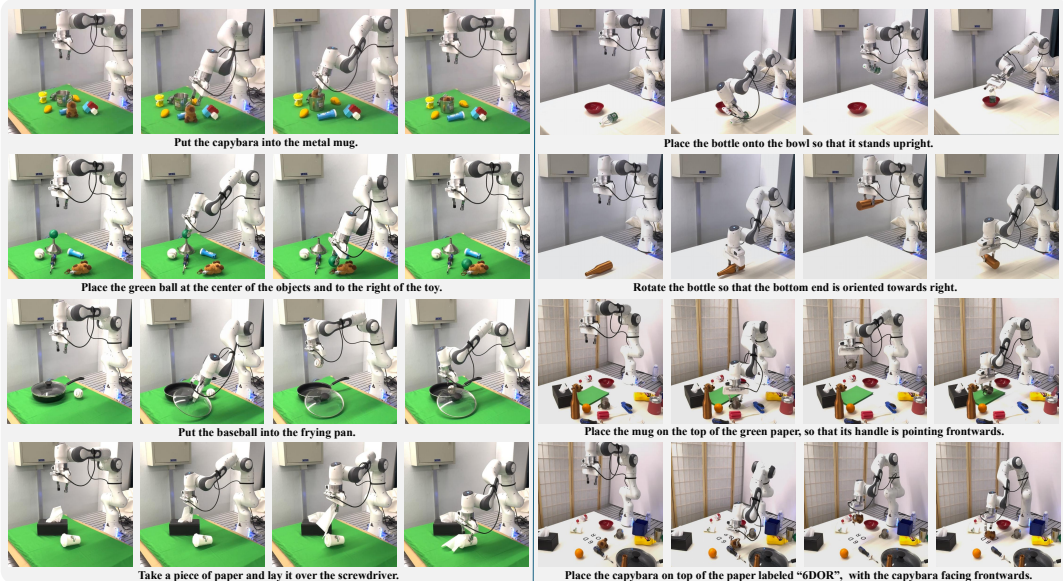 Put the capybara into the metal mug.
Place the bottle onto the bowl so that it stands upright.
Place the green ball at the center of the objects and to the right of the toy.
Rotate the bottle so that the bottom end is oriented towards right.
Put the baseball into the frying pan.
Place the mug on the top of the green paper, so that its handle is pointing frontwards.
Take a piece of paper and lay it over the screwdriver.
Place the capybara on top of the paper labeled “6DOR”, with the capybara facing frontwards.